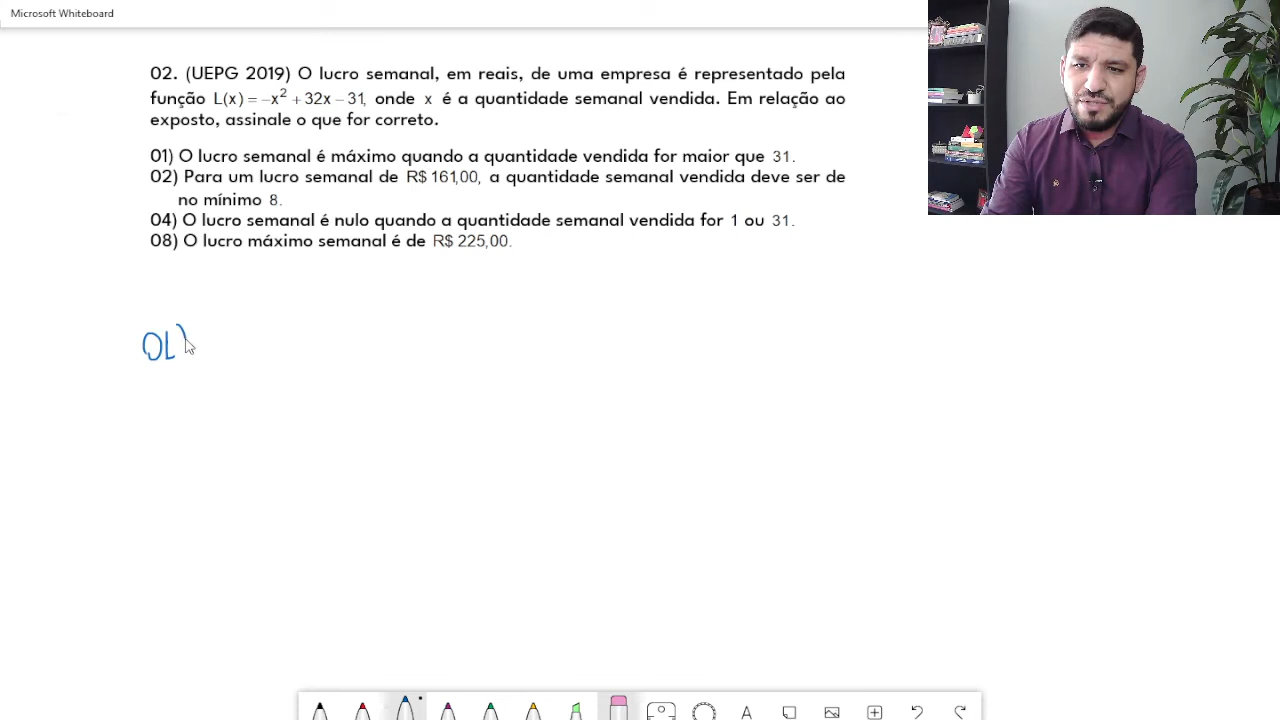 Microsoft Whiteboard
02. (UEPG 2019) O lucro semanal, em reais, de uma empresa é representado pela
função L(x) = −x² + 32x − 31, onde x é a quantidade semanal vendida. Em relação ao
exposto, assinale o que for correto.
01) O lucro semanal é máximo quando a quantidade vendida for maior que 31.
02) Para um lucro semanal de R$ 161,00, a quantidade semanal vendida deve ser de
no mínimo 8.
04) O lucro semanal é nulo quando a quantidade semanal vendida for 1 ou 31.
08) O lucro máximo semanal é de R$ 225,00.
01)